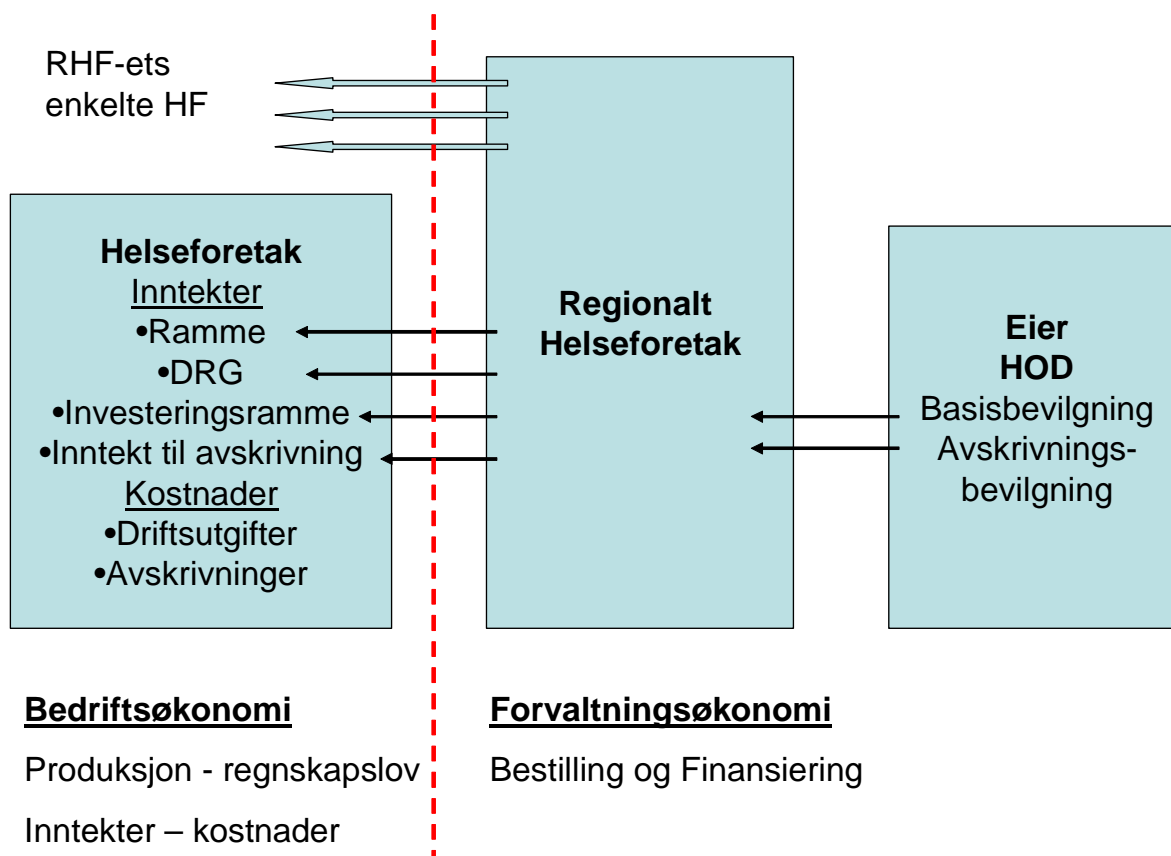 RHF-ets
enkelte HF
Helseforetak
Inntekter
•Ramme
•DRG
•Investeringsramme
•Inntekt til avskrivning
Kostnader
•Driftsutgifter
•Avskrivninger
Regionalt
Helseforetak
Eier
HOD
Basisbevilgning
Avskrivnings-
bevilgning
Bedriftsøkonomi
Produksjon - regnskapslov
Inntekter – kostnader
Forvaltningsøkonomi
Bestilling og Finansiering